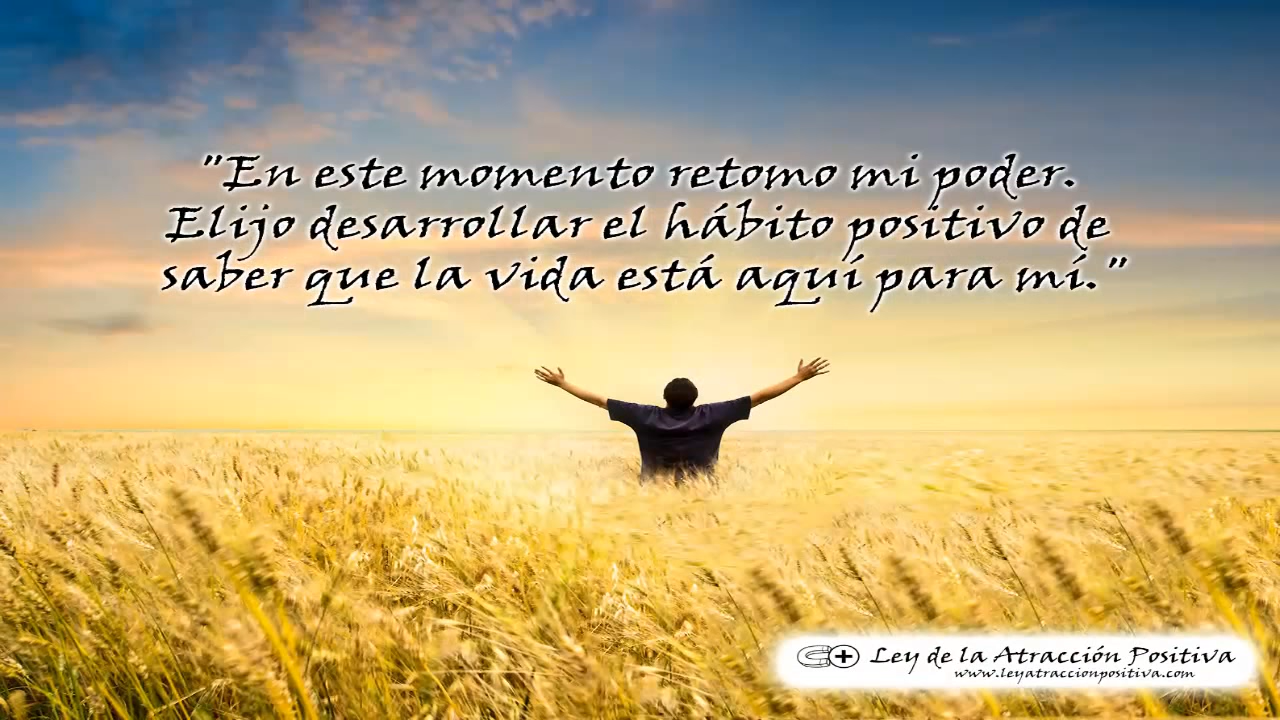 "En este momento retomo mi poder.
Elijo desarrollar el hábito positivo de
saber que la vida está aquí para mí."
Ley de la Atracción Positiva
www.leyatraccionpositiva.com